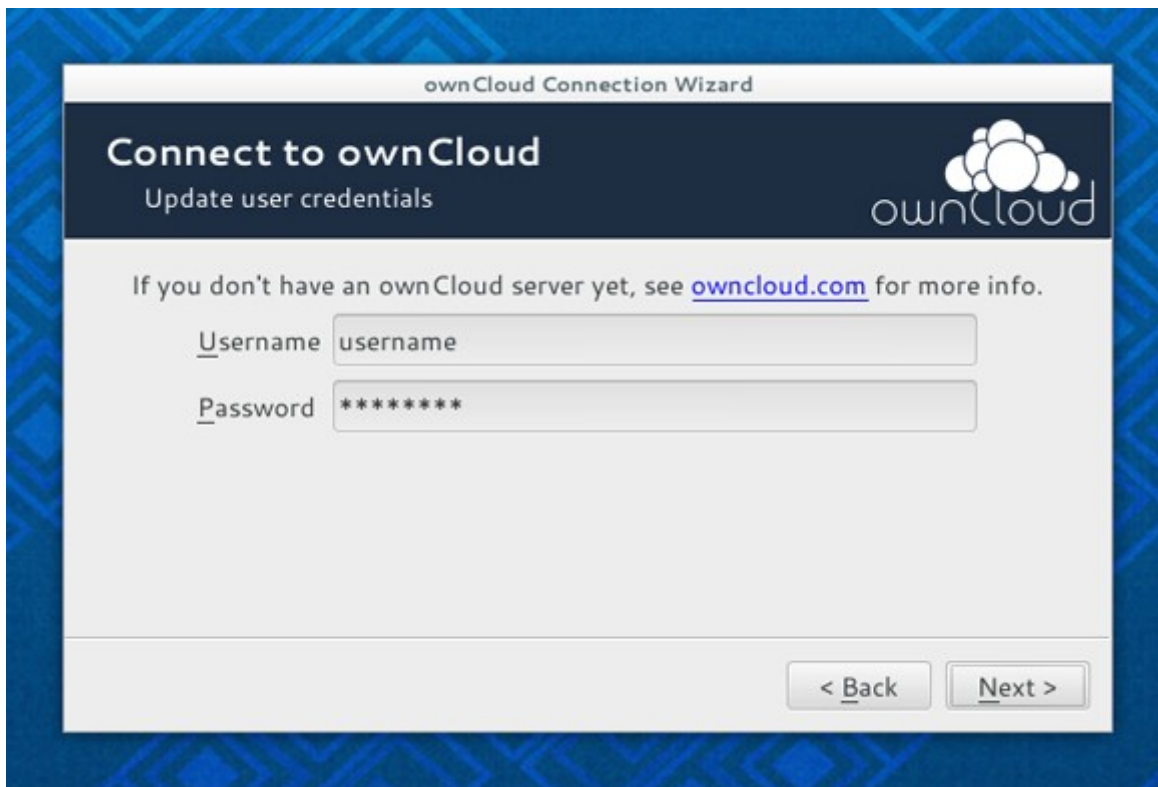 ownCloud Connection Wizard
Connect to ownCloud
Update user credentials
ownCloud
If you don't have an ownCloud server yet, see owncloud.com for more info.
Username username
Password ********
< Back Next >